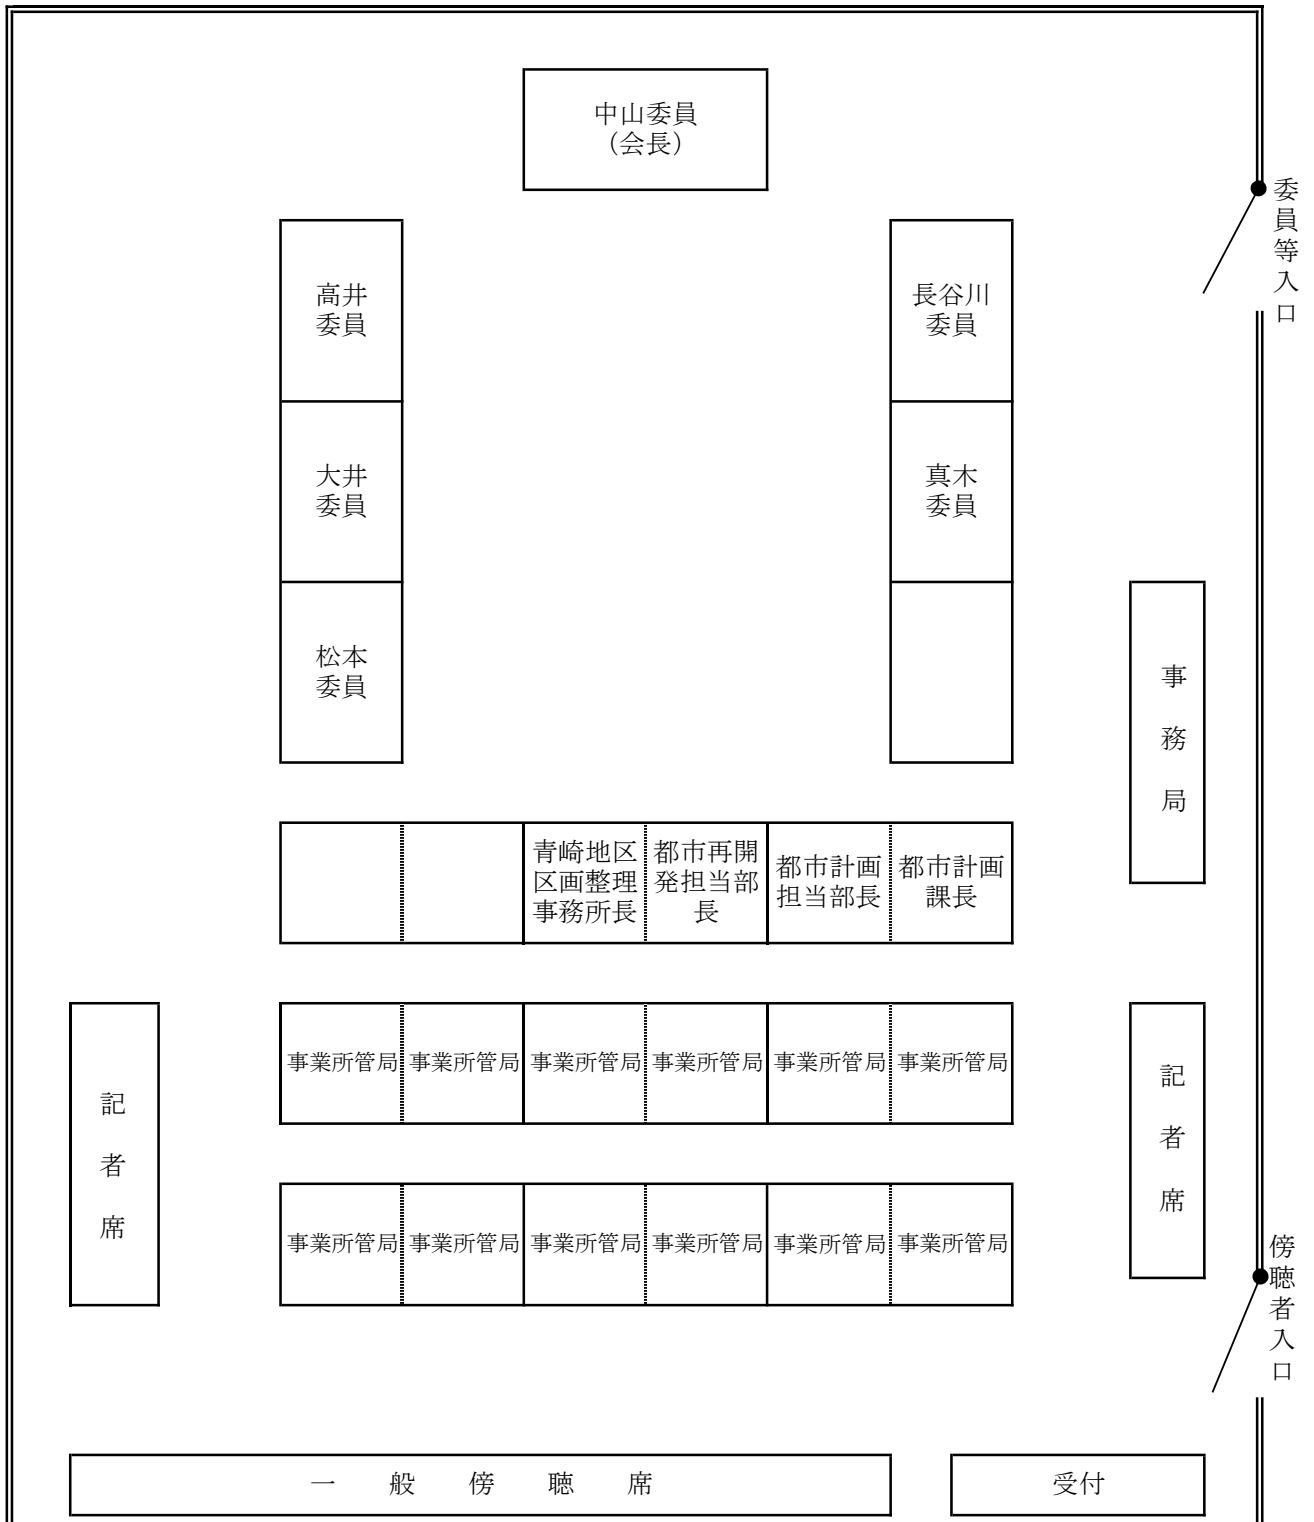 中山委員
（会長）
委員等入口
高井
委員
長谷川
委員
大井
委員
真木
委員
松本
委員
事務局
青崎地区
区画整理
事務所長
都市再開
発担当部
長
都市計画
担当部長
都市計画
課長
記者席
事業所管局
事業所管局
事業所管局
事業所管局
事業所管局
事業所管局
記者席
事業所管局
事業所管局
事業所管局
事業所管局
事業所管局
事業所管局
傍聴者入口
一般傍聴席
受付